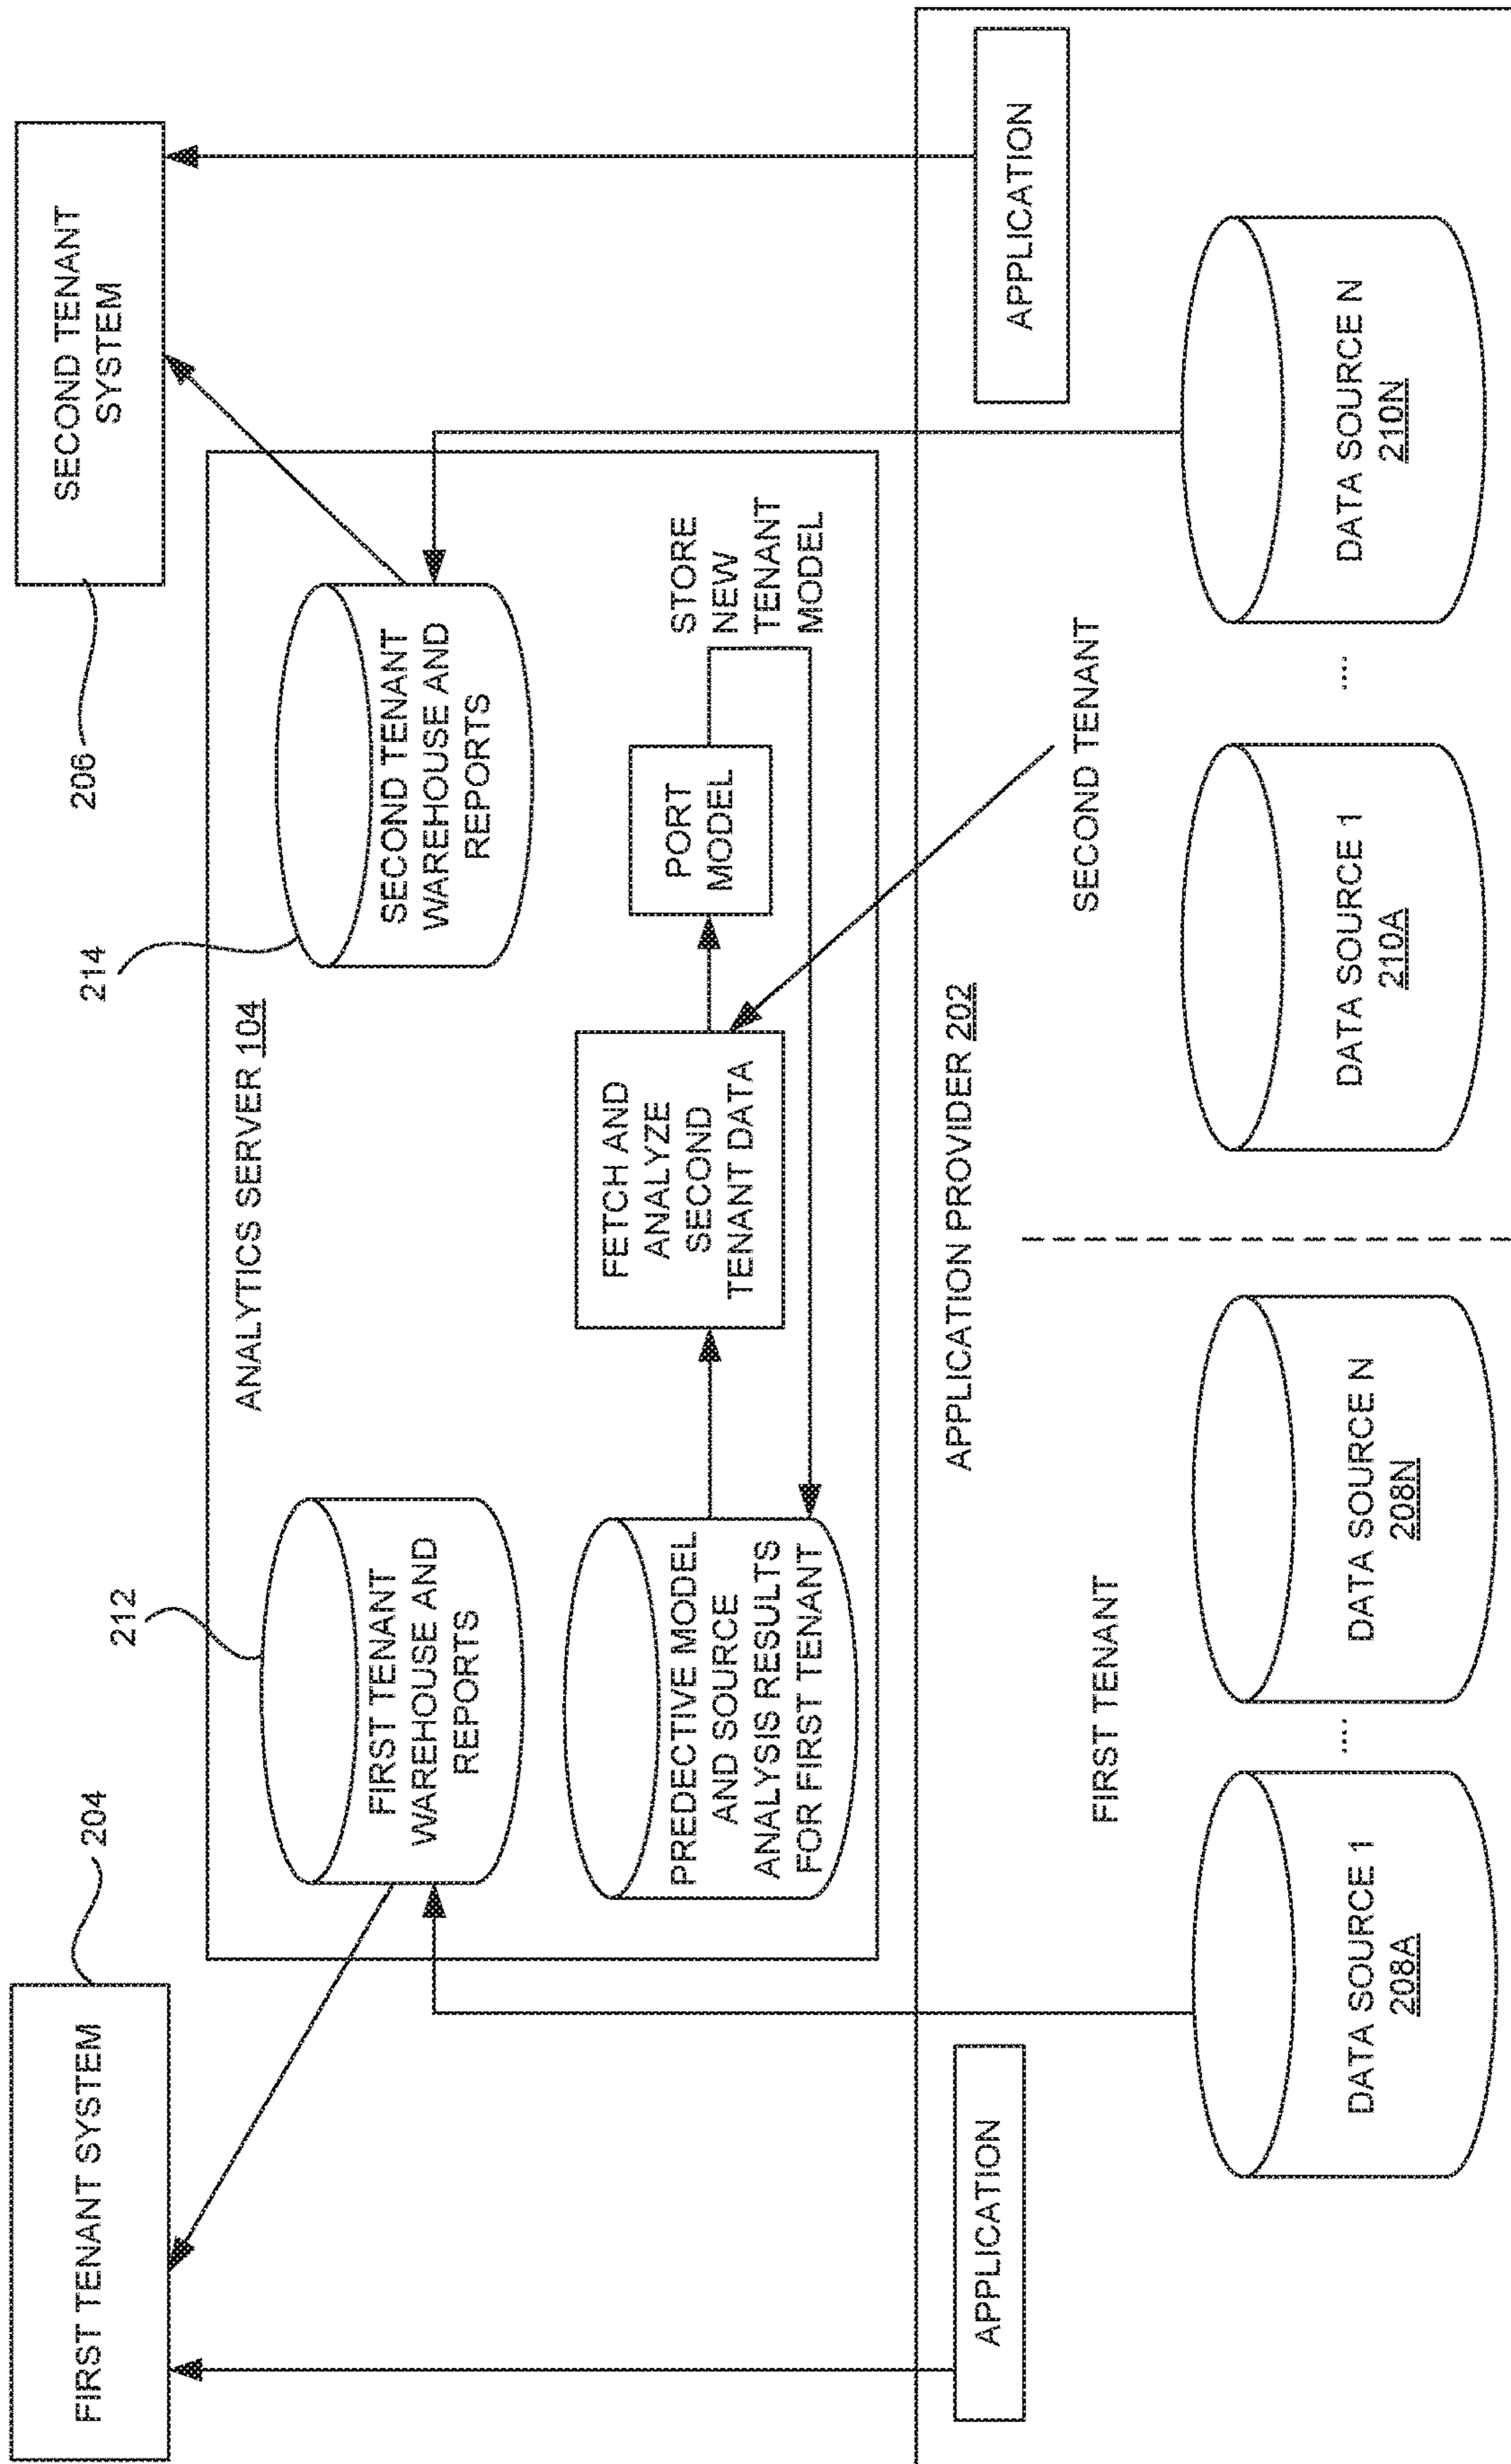 FIRST TENANT SYSTEM
204
SECOND TENANT
SYSTEM
206
212
214
ANALYTICS SERVER 104
FIRST TENANT
WAREHOUSE AND
REPORTS
SECOND TENANT
WAREHOUSE AND
REPORTS
PREDECTIVE MODEL
AND SOURCE
ANALYSIS RESULTS
FOR FIRST TENANT
FETCH AND
ANALYZE
SECOND
TENANT DATA
PORT
MODEL
STORE
NEW
TENANT
MODEL
APPLICATION PROVIDER 202
APPLICATION
APPLICATION
FIRST TENANT
SECOND TENANT
DATA SOURCE 1
208A
....
DATA SOURCE N
208N
DATA SOURCE 1
210A
....
DATA SOURCE N
210N